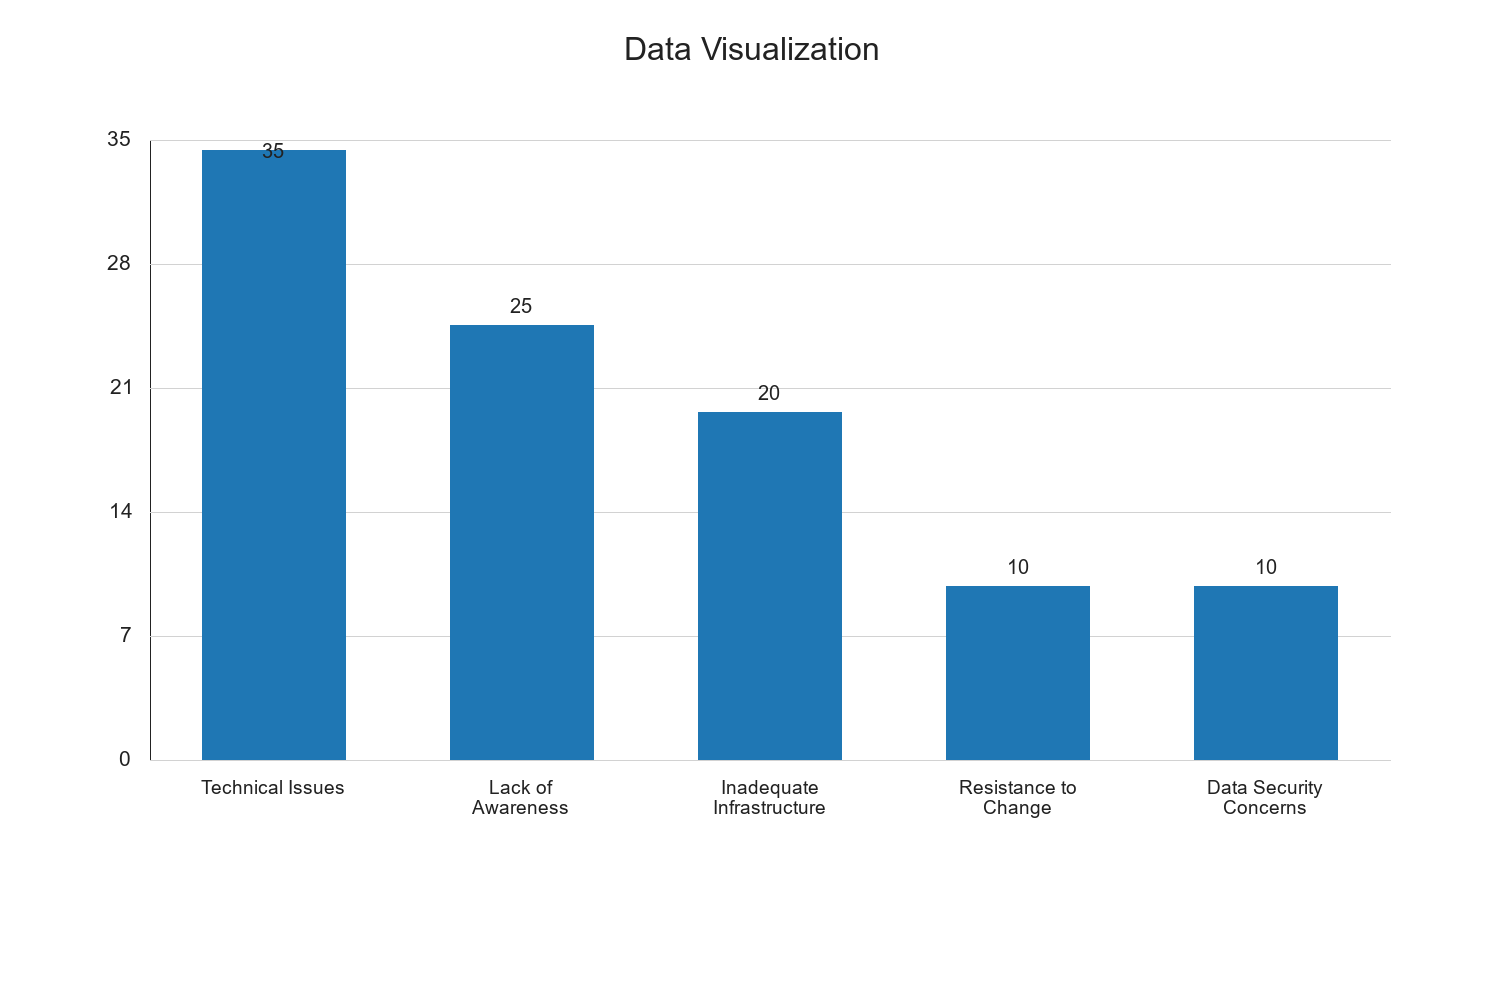 Data Visualization
35
28
21
14
7
0
35
25
20
10
10
Technical Issues
Lack of
Awareness
Inadequate
Infrastructure
Resistance to
Change
Data Security
Concerns